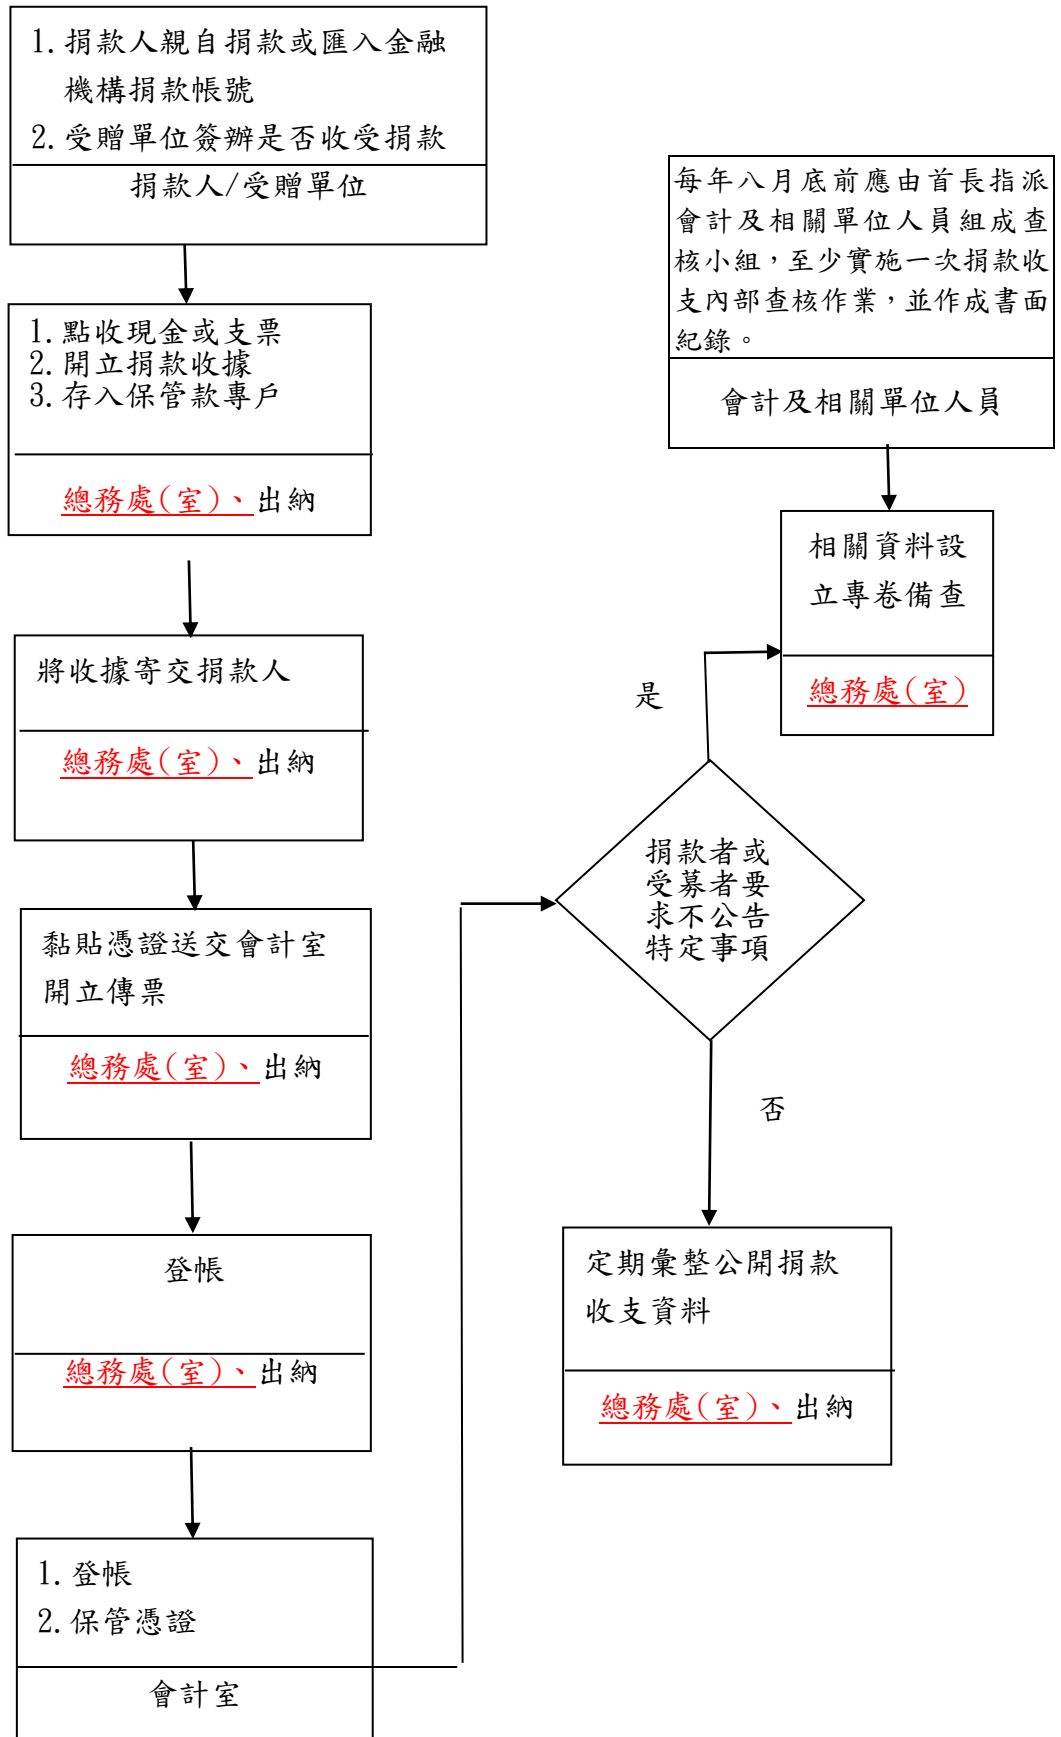 1. 捐款人親自捐款或匯入金融
機構捐款帳號
2. 受贈單位簽辦是否收受捐款
捐款人/受贈單位
1. 點收現金或支票
2. 開立捐款收據
3. 存入保管款專戶
總務處(室)、出納
將收據寄交捐款人
總務處(室)、出納
黏貼憑證送交會計室
開立傳票
總務處(室)、出納
登帳
總務處(室)、出納
1. 登帳
2. 保管憑證
會計室
每年八月底前應由首長指派
會計及相關單位人員組成查
核小組，至少實施一次捐款收
支內部查核作業，並作成書面
紀錄。
會計及相關單位人員
相關資料設
立專卷備查
總務處(室)
是
捐款者或
受募者要
求不公告
特定事項
否
定期彙整公開捐款
收支資料
總務處(室)、出納